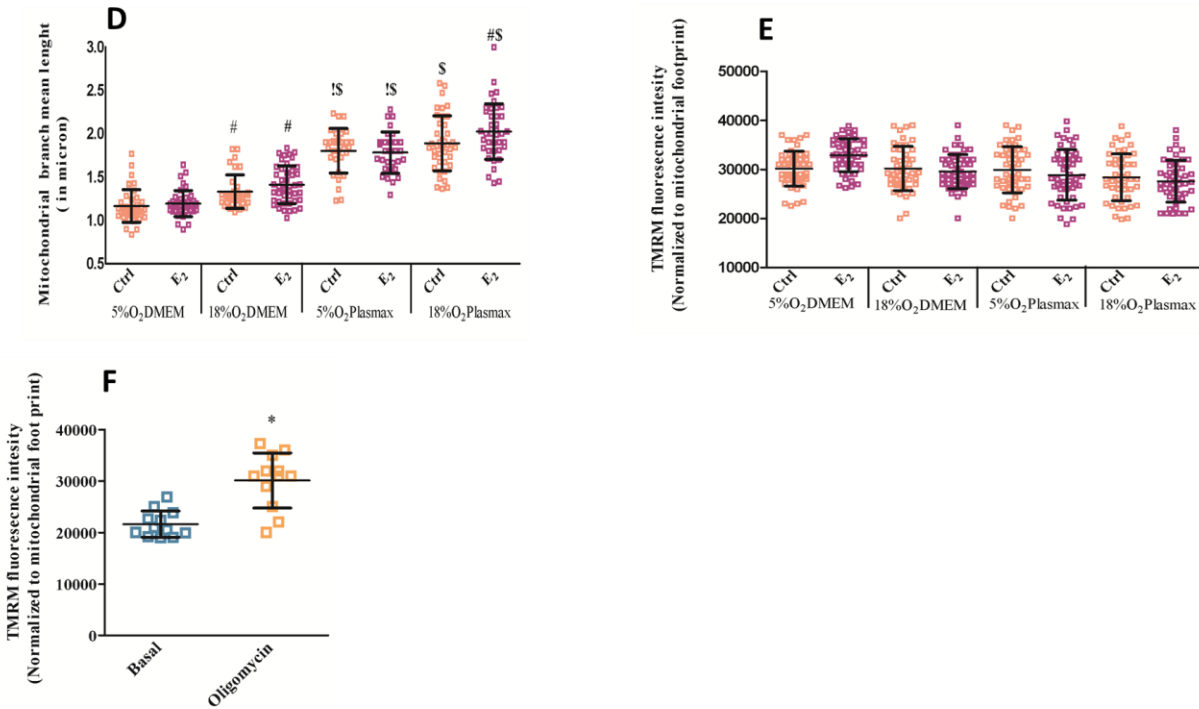 D
Mitochondrial branch mean lenght
( in micron)
3.0
2.5
2.0
1.5
1.0
0.5
#
#
!$
!$
$
#$
Ctrl
E2
Ctrl
E2
Ctrl
E2
Ctrl
E2
5%O2DMEM
18%O2DMEM
5%O2Plasmax
18%O2Plasmax
E
TMRM fluoresecnce intesity
(Normalized to mitochondrial footprint)
50000
40000
30000
20000
10000
Ctrl
E2
Ctrl
E2
Ctrl
E2
Ctrl
E2
5%O2DMEM
18%O2DMEM
5%O2Plasmax
18%O2Plasmax
F
TMRM fluoresecnce intesity
(Normalized to mitochondrial foot print)
40000
30000
20000
10000
0
*
Basal
Oligomycin